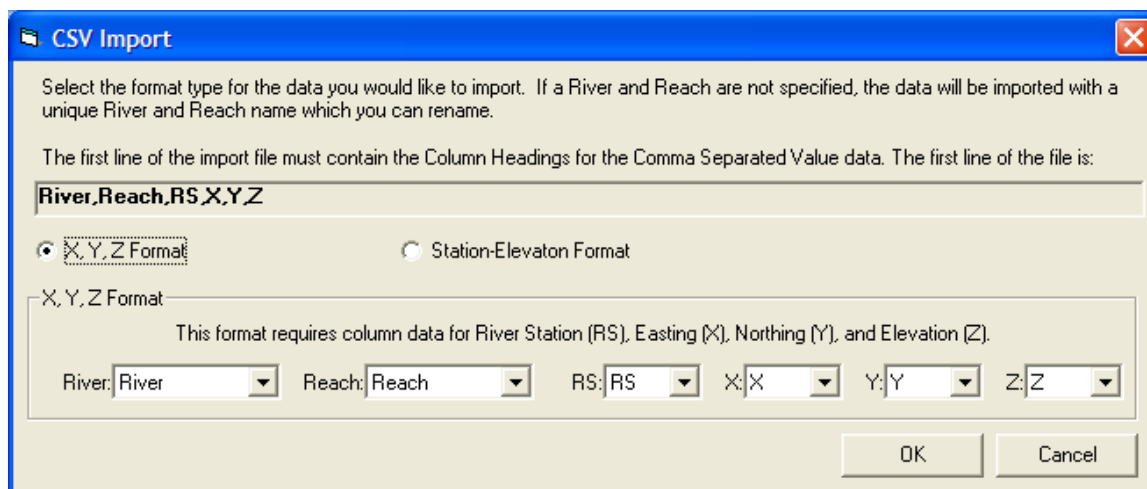 CSV Import
Select the format type for the data you would like to import. If a River and Reach are not specified, the data will be imported with a
unique River and Reach name which you can rename.
The first line of the import file must contain the Column Headings for the Comma Separated Value data. The first line of the file is:
River,Reach,RS,X,Y,Z
X, Y, Z Format Station-Elevaton Format
X, Y, Z Format
This format requires column data for River Station (RS), Easting (X), Northing (Y), and Elevation (Z).
River: River Reach: Reach RS: RS X: X Y: Y Z: Z
OK Cancel